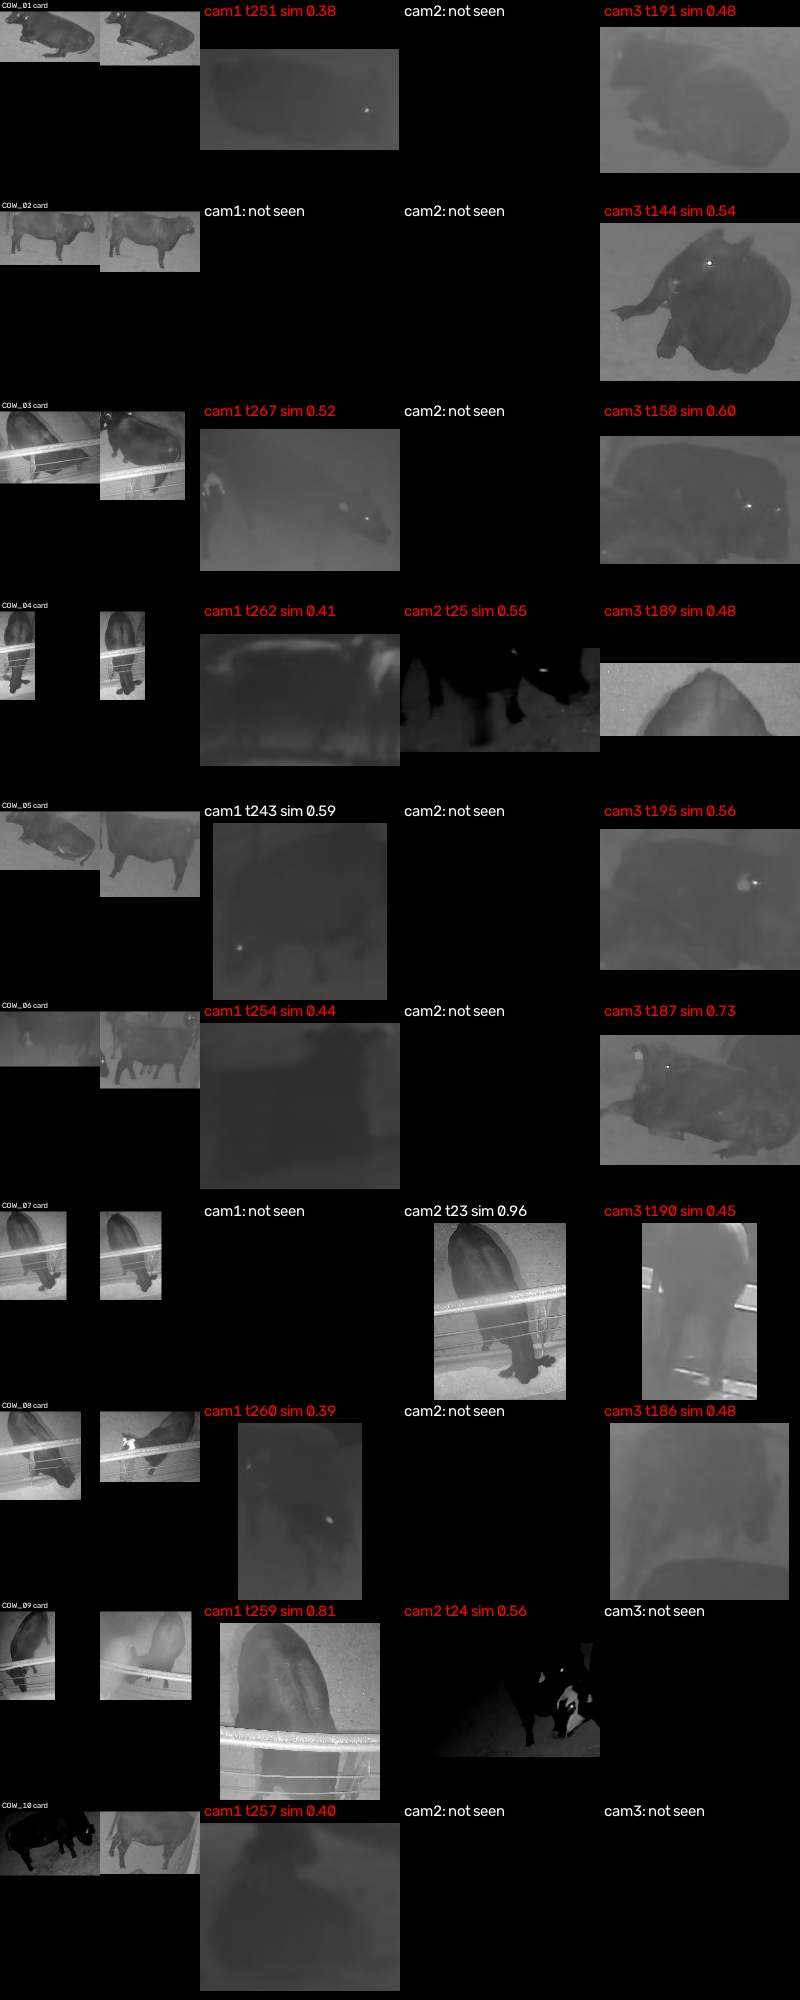 COW_01 card
cam1 t251 sim 0.38
cam2: not seen
cam3 t191 sim 0.48
COW_02 card
cam1: not seen
cam2: not seen
cam3 t144 sim 0.54
COW_03 card
cam1 t267 sim 0.52
cam2: not seen
cam3 t158 sim 0.60
COW_04 card
cam1 t262 sim 0.41
cam2 t25 sim 0.55
cam3 t189 sim 0.48
COW_05 card
cam1 t243 sim 0.59
cam2: not seen
cam3 t195 sim 0.56
COW_06 card
cam1 t254 sim 0.44
cam2: not seen
cam3 t187 sim 0.73
COW_07 card
cam1: not seen
cam2 t23 sim 0.96
cam3 t190 sim 0.45
COW_08 card
cam1 t260 sim 0.39
cam2: not seen
cam3 t186 sim 0.48
COW_09 card
cam1 t259 sim 0.81
cam2 t24 sim 0.56
cam3: not seen
COW_10 card
cam1 t257 sim 0.40
cam2: not seen
cam3: not seen